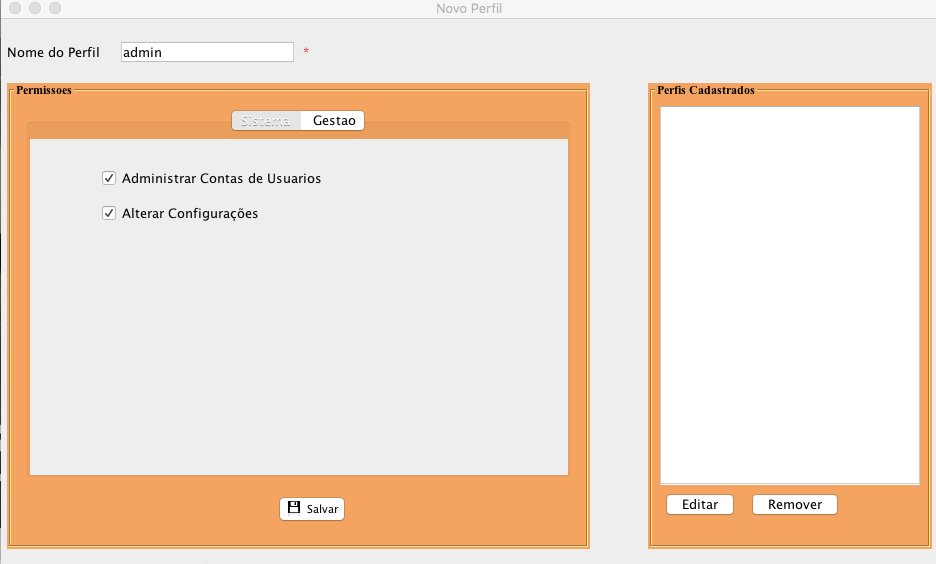 Novo Perfil
Nome do Perfil admin *
Permissoes
Sistema Gestao
Administrar Contas de Usuarios
Alterar Configurações
Salvar
Perfis Cadastrados
Editar Remover